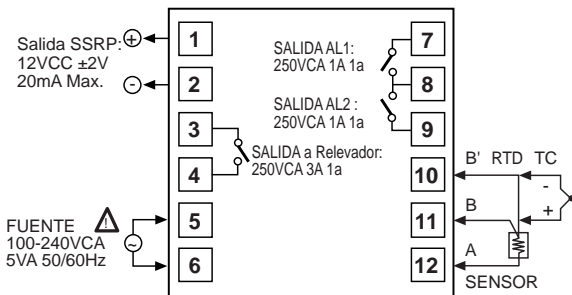 Salida SSRP:
12VCC ±2V
20mA Max.
+
-
1
2
3
4
5
6
SALIDA a Relevador:
250VCA 3A 1a
FUENTE
100-240VCA
5VA 50/60Hz
!
~
SALIDA AL1:
250VCA 1A 1a
SALIDA AL2 :
250VCA 1A 1a
7
8
9
10
11
12
B' RTD TC
B
A
-
+
SENSOR